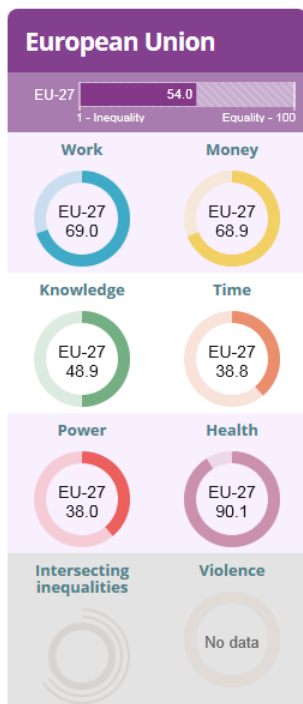 European Union
EU-27 54.0
1 - Inequality Equality - 100
Work Money
EU-27 EU-27
69.0 68.9
Knowledge Time
EU-27 EU-27
48.9 38.8
Power Health
EU-27 EU-27
38.0 90.1
Intersecting Violence
inequalities
No data